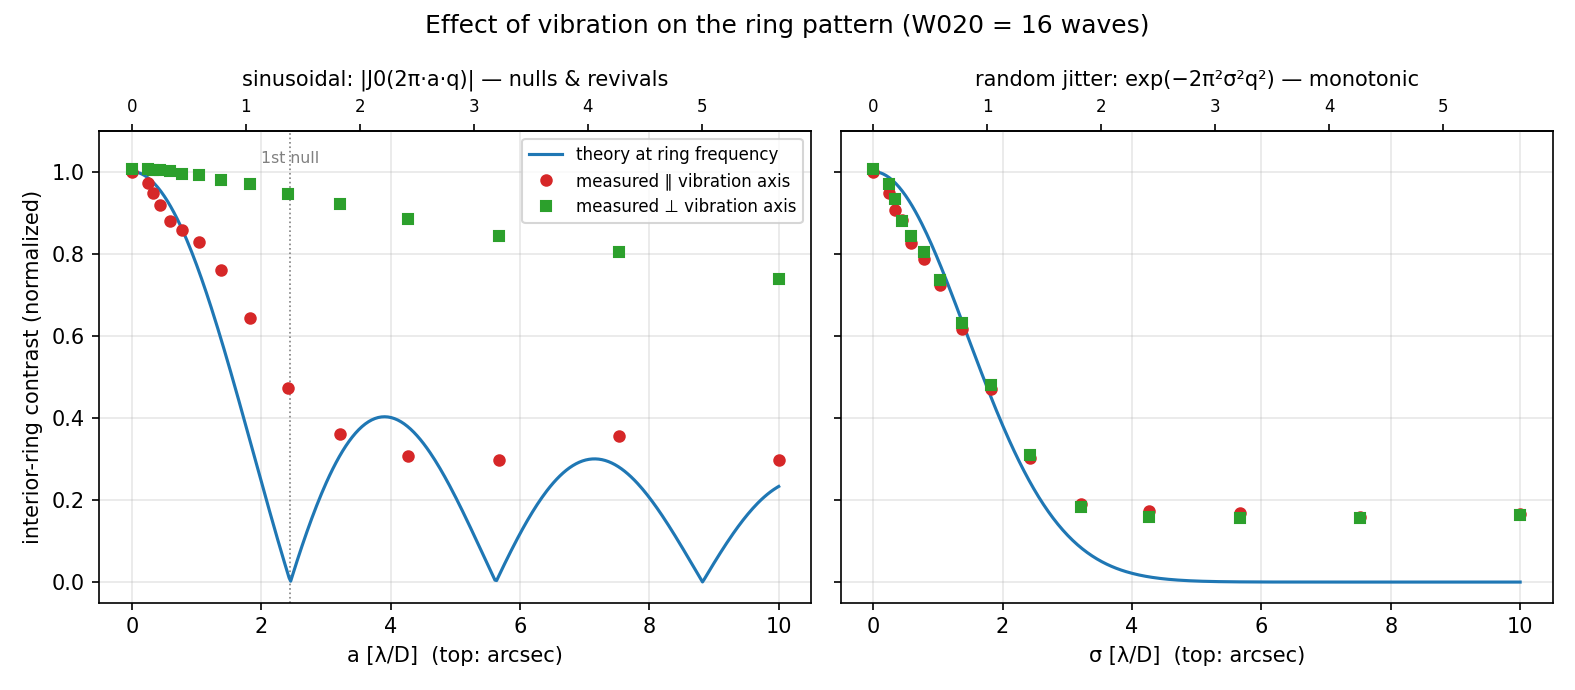 Effect of vibration on the ring pattern (W020 = 16 waves)
sinusoidal: |J0(2π·a·q)| — nulls & revivals
0 1 2 3 4 5
1st null
theory at ring frequency
measured ∥ vibration axis
measured ⊥ vibration axis
interior-ring contrast (normalized)
1.0
0.8
0.6
0.4
0.2
0.0
0 2 4 6 8 10
a [λ/D]  (top: arcsec)
random jitter: exp(−2π²σ²q²) — monotonic
0 1 2 3 4 5
0 2 4 6 8 10
σ [λ/D]  (top: arcsec)